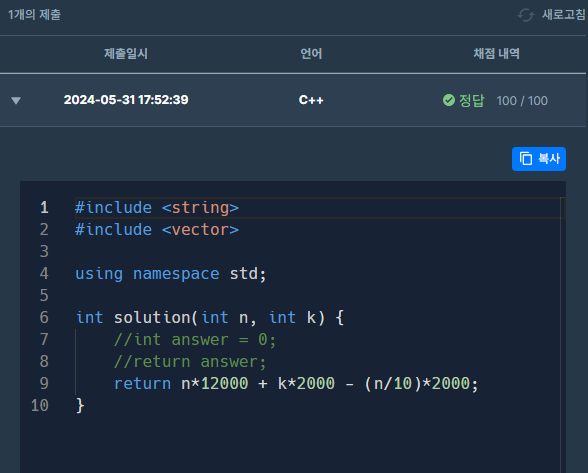 1개의 제출 새로고침
제출일시 언어 채점 내역
2024-05-31 17:52:39 C++ 정답 100 / 100
복사
1 #include <string>
2 #include <vector>
3
4 using namespace std;
5
6 int solution(int n, int k) {
7     //int answer = 0;
8     //return answer;
9     return n*12000 + k*2000 - (n/10)*2000;
10 }